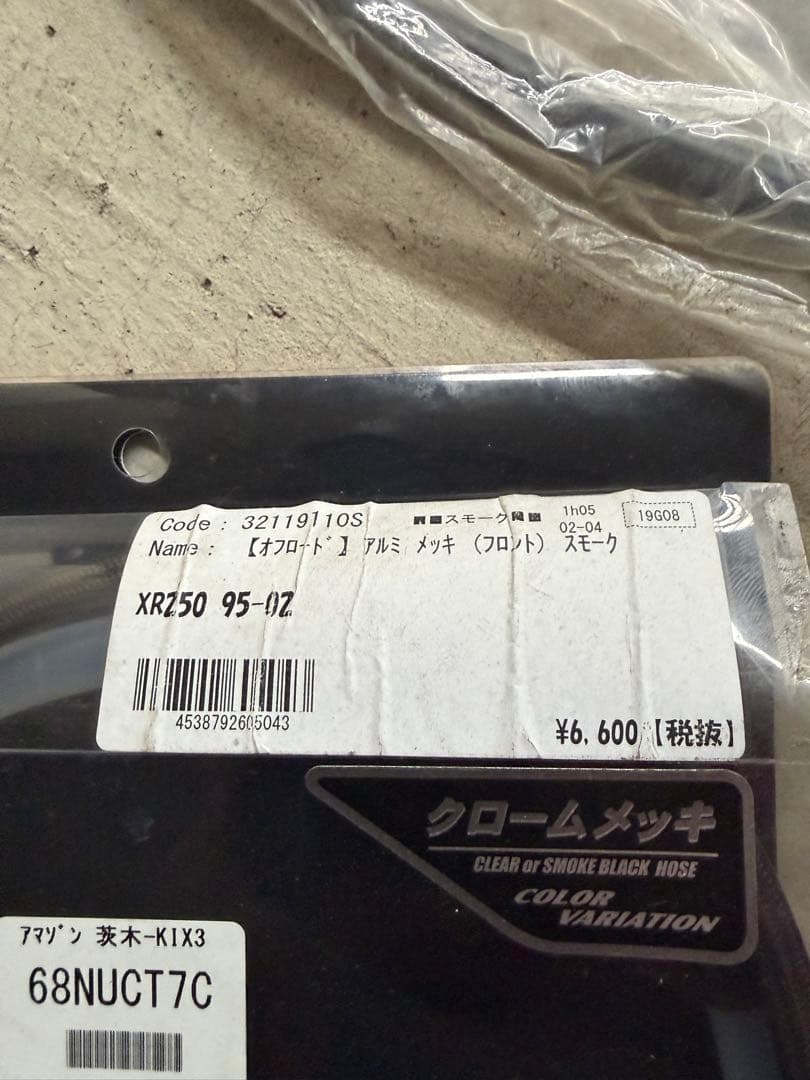 Code : 32119110S ■■スモーク■■ 1h05 02-04 19G08
Name : 【オフロード】アルミ メッキ (フロント) スモーク
XR250 95-02
4538792605043
¥6,600【税抜】
クロームメッキ
CLEAR or SMOKE BLACK HOSE
COLOR
VARIATION
アマゾン 茨木-KIX3
68NUCT7C